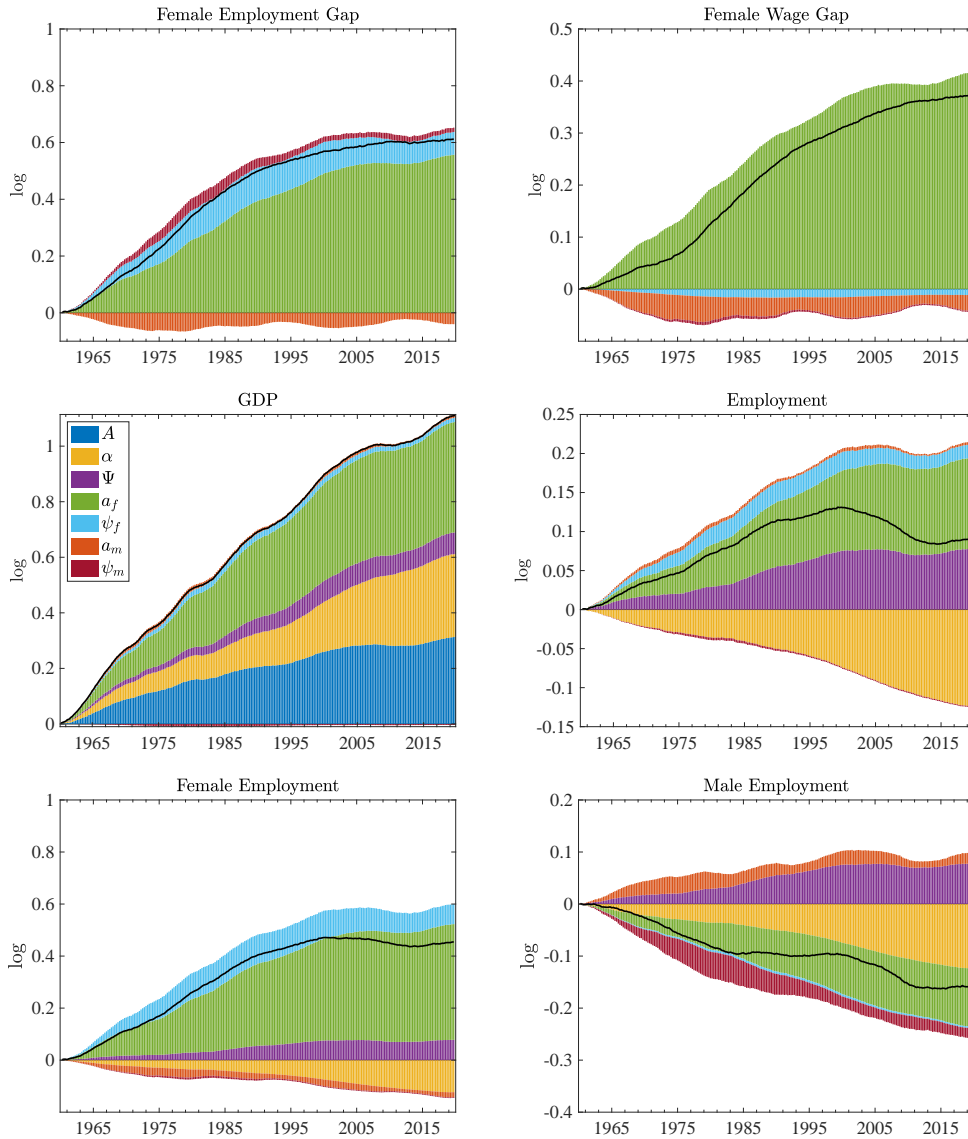 Female Employment Gap
1
0.8
0.6
0.4
0.2
0
log
1965 1975 1985 1995 2005 2015
Female Wage Gap
0.5
0.4
0.3
0.2
0.1
0
log
1965 1975 1985 1995 2005 2015
GDP
1
0.8
0.6
0.4
0.2
0
log
A
α
Ψ
a_f
ψ_f
a_m
ψ_m
1965 1975 1985 1995 2005 2015
Employment
0.25
0.2
0.15
0.1
0.05
0
-0.05
-0.1
-0.15
log
1965 1975 1985 1995 2005 2015
Female Employment
1
0.8
0.6
0.4
0.2
0
log
1965 1975 1985 1995 2005 2015
Male Employment
0.2
0.1
0
-0.1
-0.2
-0.3
-0.4
log
1965 1975 1985 1995 2005 2015